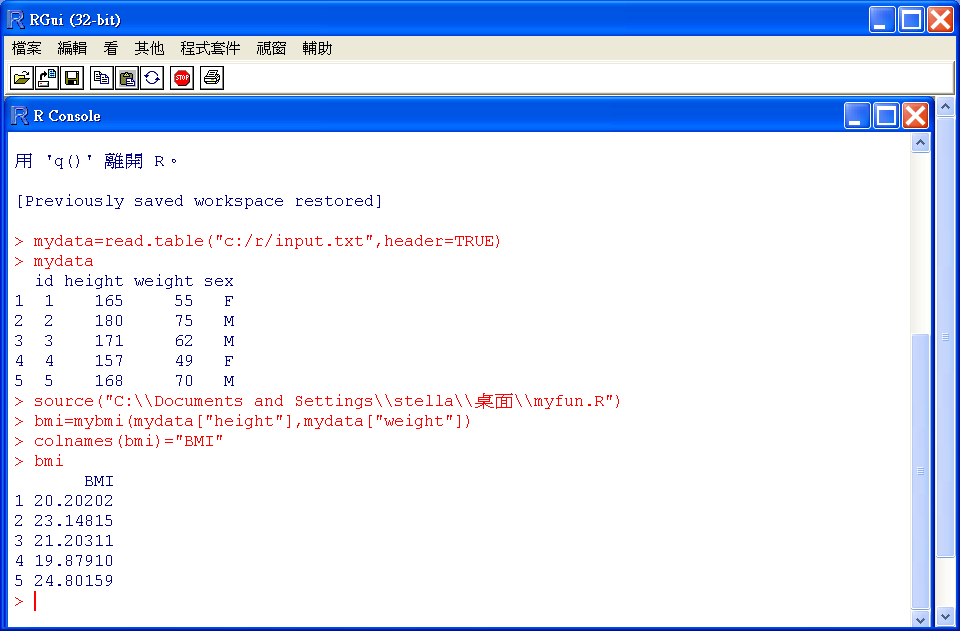 RGui (32-bit)
檔案 編輯 看 其他 程式套件 視窗 輔助
STOP
R Console
用 'q()' 離開 R。
[Previously saved workspace restored]
> mydata=read.table("c:/r/input.txt",header=TRUE)
> mydata
  id height weight sex
1  1    165     55   F
2  2    180     75   M
3  3    171     62   M
4  4    157     49   F
5  5    168     70   M
> source("C:\\Documents and Settings\\stella\\桌面\\myfun.R")
> bmi=mybmi(mydata["height"],mydata["weight"])
> colnames(bmi)="BMI"
> bmi
       BMI
1 20.20202
2 23.14815
3 21.20311
4 19.87910
5 24.80159
>